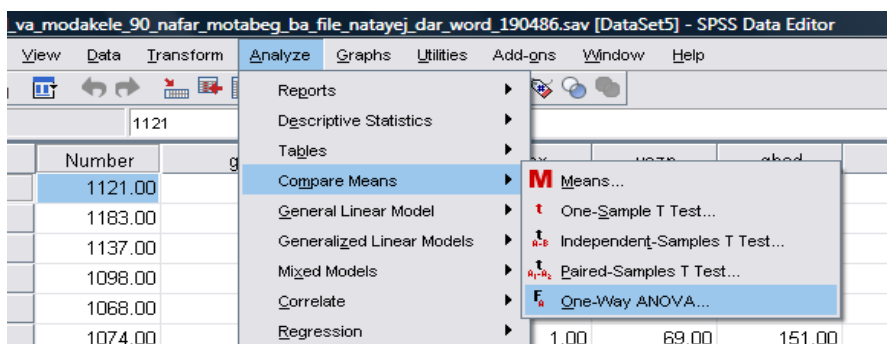 _va_modakele_90_nafar_motabeg_ba_file_natayej_dar_word_190486.sav [DataSet5] - SPSS Data Editor
View Data Transform Analyze Graphs Utilities Add-ons Window Help
1121
Reports
Descriptive Statistics
Tables
Compare Means
General Linear Model
Generalized Linear Models
Mixed Models
Correlate
Regression
M Means...
t One-Sample T Test...
t A-B Independent-Samples T Test...
t A₁-A₂ Paired-Samples T Test...
F A One-Way ANOVA...
Number g
1121.00
1183.00
1137.00
1098.00
1068.00
1074.00 1.00 69.00 151.00